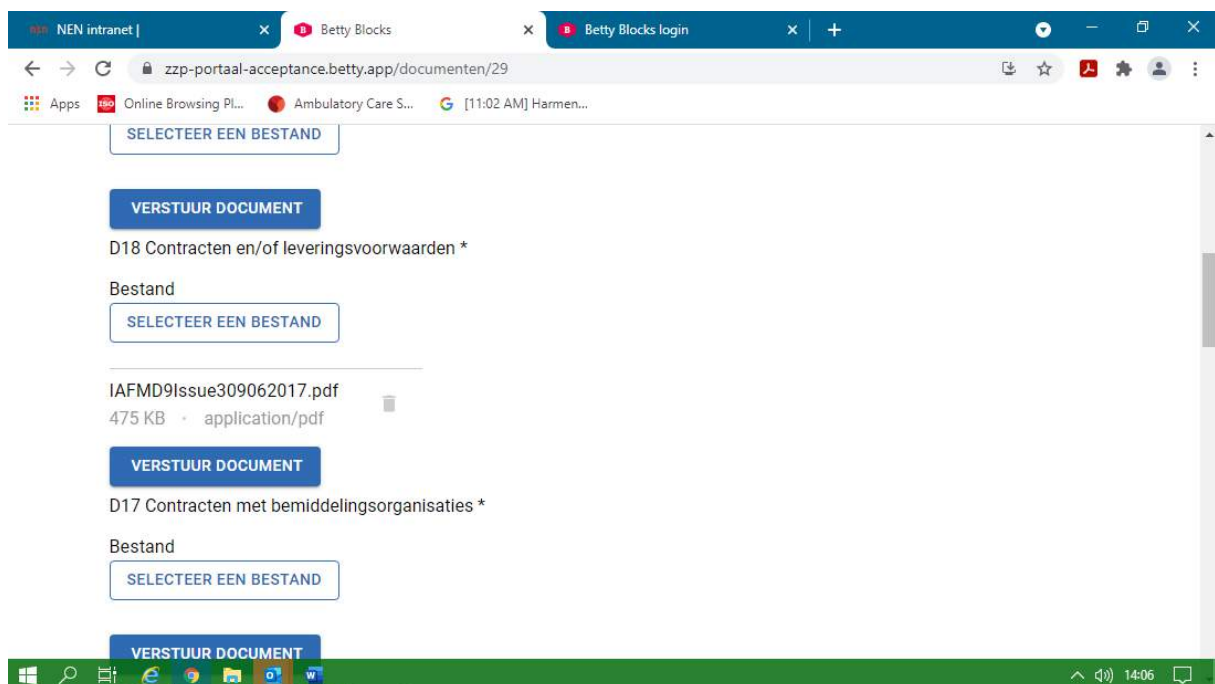 NEN intranet |
Betty Blocks
Betty Blocks login
zzp-portaal-acceptance.betty.app/documenten/29
Apps
Online Browsing Pl...
Ambulatory Care S...
[11:02 AM] Harmen...
SELECTEER EEN BESTAND
VERSTUUR DOCUMENT
D18 Contracten en/of leveringsvoorwaarden *
Bestand
SELECTEER EEN BESTAND
IAFMD9Issue309062017.pdf
475 KB · application/pdf
VERSTUUR DOCUMENT
D17 Contracten met bemiddelingsorganisaties *
Bestand
SELECTEER EEN BESTAND
VERSTUUR DOCUMENT
14:06